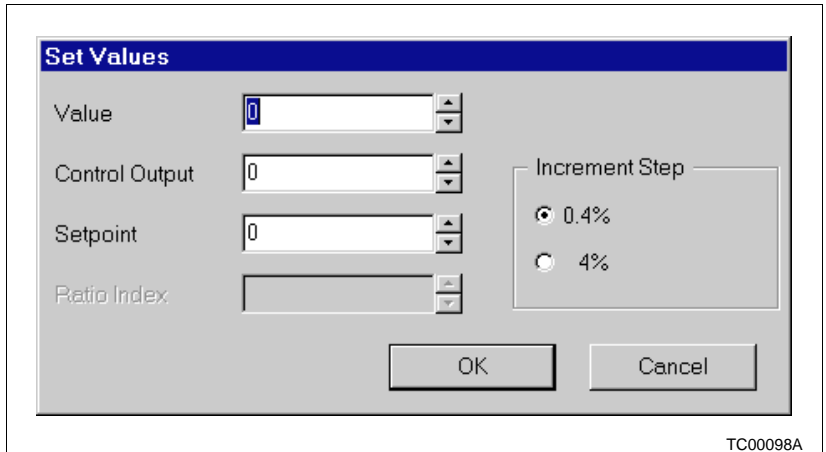 Set Values
Value 0
Control Output 0
Setpoint 0
Ratio Index
Increment Step
0.4%
4%
OK Cancel
TC00098A